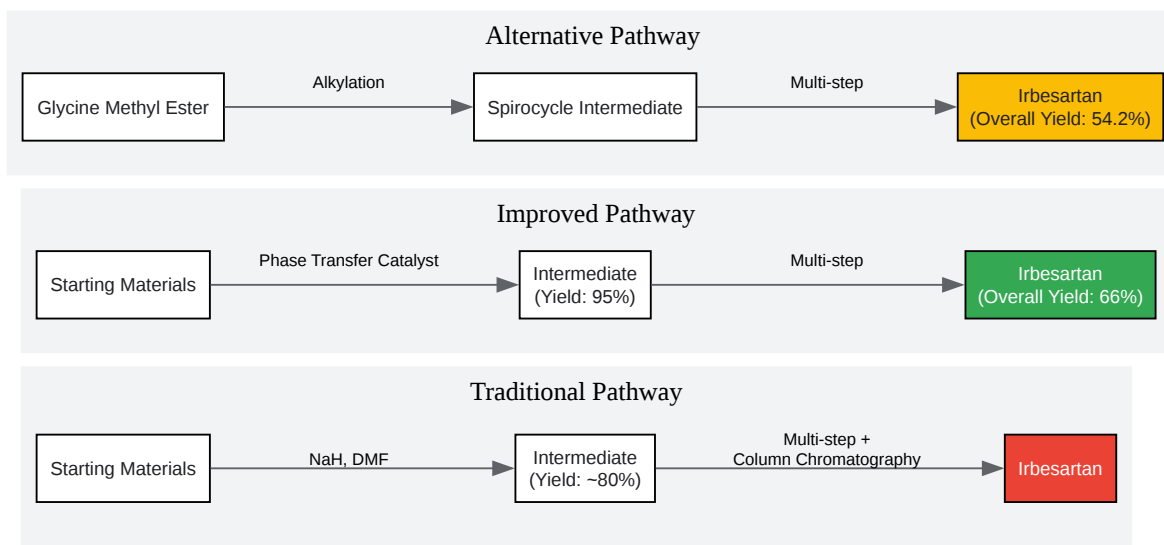 Alternative Pathway
Glycine Methyl Ester
Alkylation
Spirocycle Intermediate
Multi-step
Irbesartan
(Overall Yield: 54.2%)
Improved Pathway
Starting Materials
Phase Transfer Catalyst
Intermediate
(Yield: 95%)
Multi-step
Irbesartan
(Overall Yield: 66%)
Traditional Pathway
Starting Materials
NaH, DMF
Intermediate
(Yield: ~80%)
Multi-step +
Column Chromatography
Irbesartan